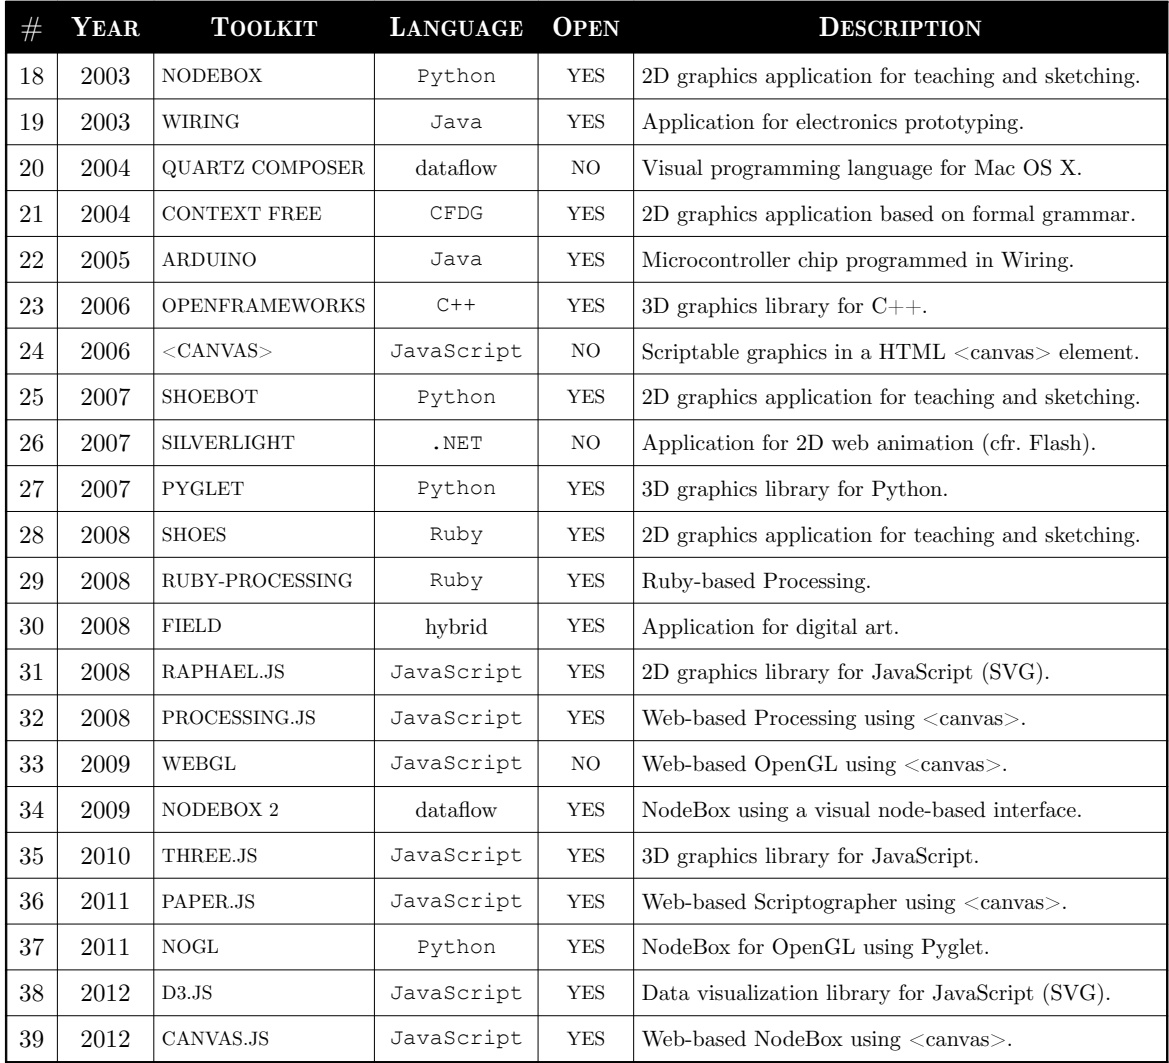 # YEAR TOOLKIT LANGUAGE OPEN DESCRIPTION
18 2003 NODEBOX Python YES 2D graphics application for teaching and sketching.
19 2003 WIRING Java YES Application for electronics prototyping.
20 2004 QUARTZ COMPOSER dataflow NO Visual programming language for Mac OS X.
21 2004 CONTEXT FREE CFDG YES 2D graphics application based on formal grammar.
22 2005 ARDUINO Java YES Microcontroller chip programmed in Wiring.
23 2006 OPENFRAMEWORKS C++ YES 3D graphics library for C++.
24 2006 <CANVAS> JavaScript NO Scriptable graphics in a HTML <canvas> element.
25 2007 SHOEBOT Python YES 2D graphics application for teaching and sketching.
26 2007 SILVERLIGHT .NET NO Application for 2D web animation (cfr. Flash).
27 2007 PYGLET Python YES 3D graphics library for Python.
28 2008 SHOES Ruby YES 2D graphics application for teaching and sketching.
29 2008 RUBY-PROCESSING Ruby YES Ruby-based Processing.
30 2008 FIELD hybrid YES Application for digital art.
31 2008 RAPHAEL.JS JavaScript YES 2D graphics library for JavaScript (SVG).
32 2008 PROCESSING.JS JavaScript YES Web-based Processing using <canvas>.
33 2009 WEBGL JavaScript NO Web-based OpenGL using <canvas>.
34 2009 NODEBOX 2 dataflow YES NodeBox using a visual node-based interface.
35 2010 THREE.JS JavaScript YES 3D graphics library for JavaScript.
36 2011 PAPER.JS JavaScript YES Web-based Scriptographer using <canvas>.
37 2011 NOGL Python YES NodeBox for OpenGL using Pyglet.
38 2012 D3.JS JavaScript YES Data visualization library for JavaScript (SVG).
39 2012 CANVAS.JS JavaScript YES Web-based NodeBox using <canvas>.